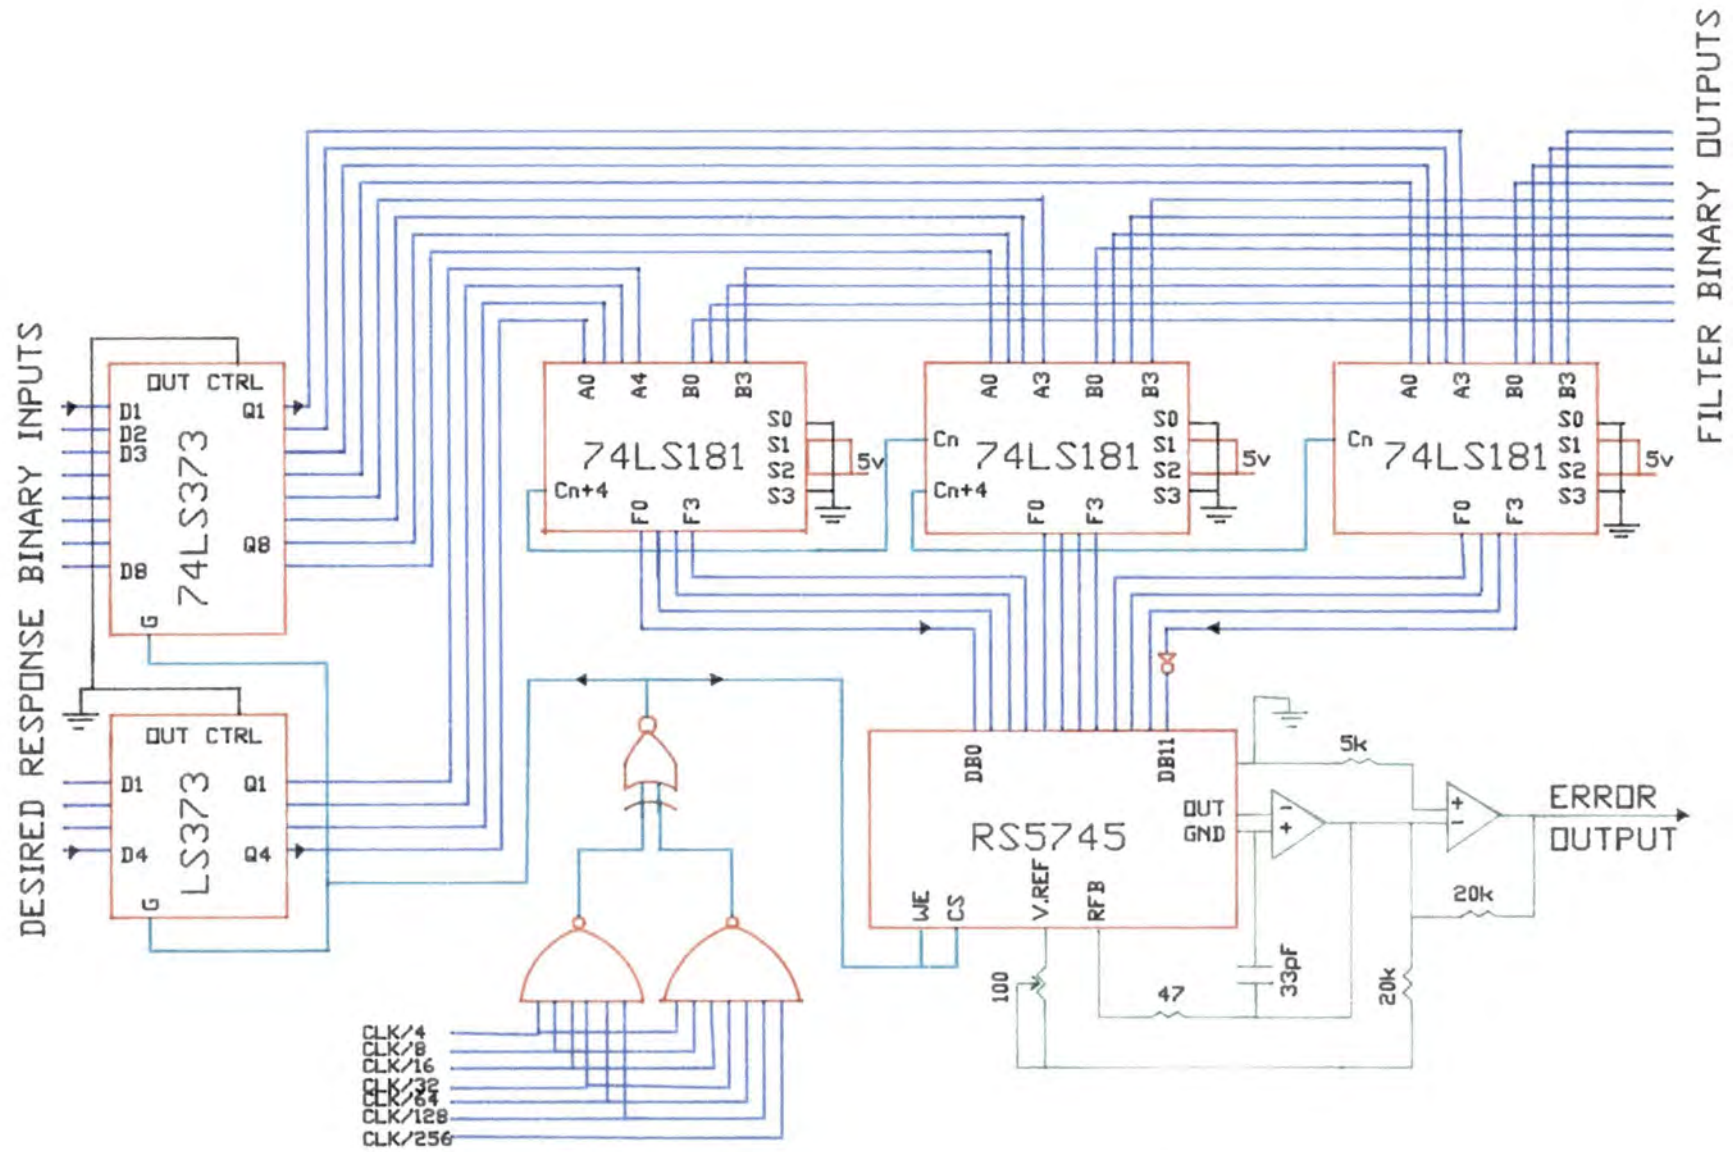 DESIRED RESPONSE BINARY INPUTS
FILTER BINARY OUTPUTS
OUT CTRL
D1
D2
D3
D8
Q1
Q8
G
74LS373
OUT CTRL
D1
D4
Q1
Q4
G
LS373
A0
A4
B0
B3
S0
S1
S2
S3
5v
74LS181
Cn+4
F0
F3
A0
A3
B0
B3
S0
S1
S2
S3
5v
Cn
74LS181
Cn+4
F0
F3
A0
A3
B0
B3
S0
S1
S2
S3
5v
Cn
74LS181
F0
F3
DB0
DB11
OUT
GND
RS5745
WE
CS
V.REF
RFB
5k
ERROR
OUTPUT
20k
20k
33pF
47
100
CLK/4
CLK/8
CLK/16
CLK/32
CLK/64
CLK/128
CLK/256